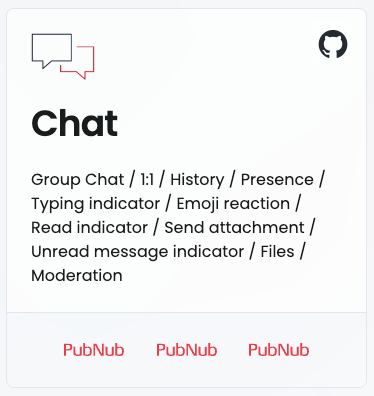 Chat
Group Chat / 1:1 / History / Presence /
Typing indicator / Emoji reaction /
Read indicator / Send attachment /
Unread message indicator / Files /
Moderation
PubNub PubNub PubNub